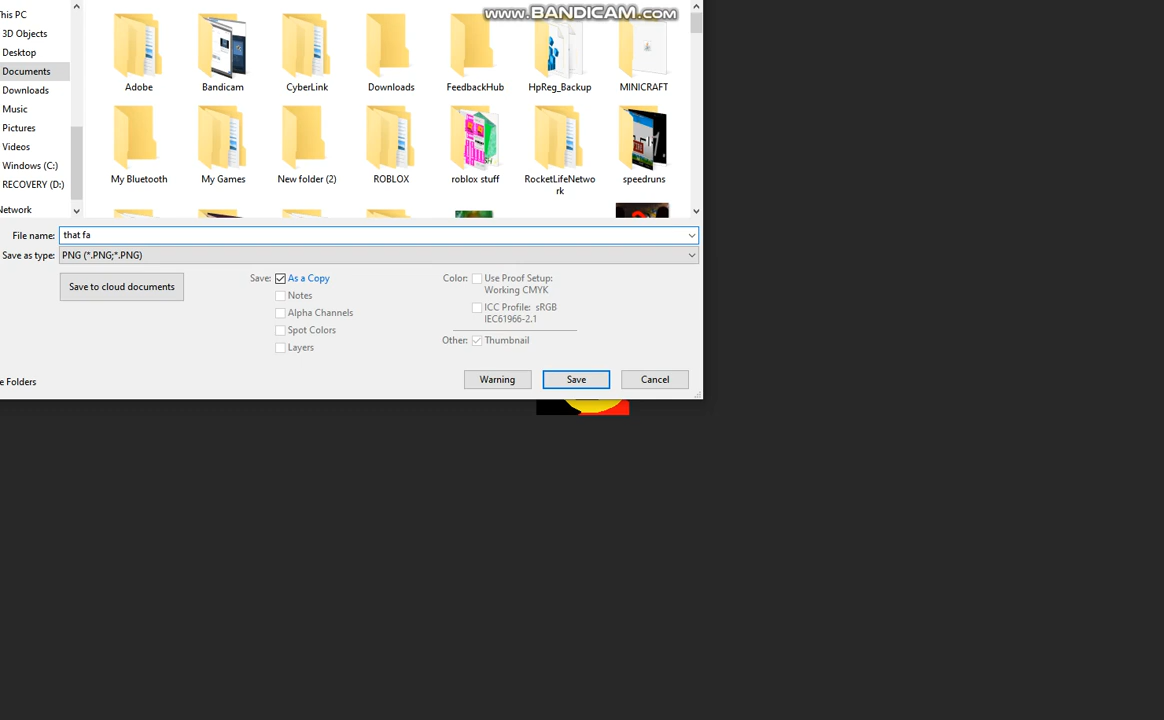 www.BANDICAM.com
his PC
3D Objects
Desktop
Documents
Downloads
Music
Pictures
Videos
Windows (C:)
RECOVERY (D:)
Network
Adobe
Bandicam
CyberLink
Downloads
FeedbackHub
HpReg_Backup
MINICRAFT
My Bluetooth
My Games
New folder (2)
ROBLOX
roblox stuff
RocketLifeNetwo
rk
speedruns
File name: that fa
Save as type: PNG (*.PNG;*.PNG)
Save to cloud documents
Save: As a Copy
Notes
Alpha Channels
Spot Colors
Layers
Color: Use Proof Setup:
Working CMYK
ICC Profile: sRGB
IEC61966-2.1
Other: Thumbnail
Warning
Save
Cancel
e Folders